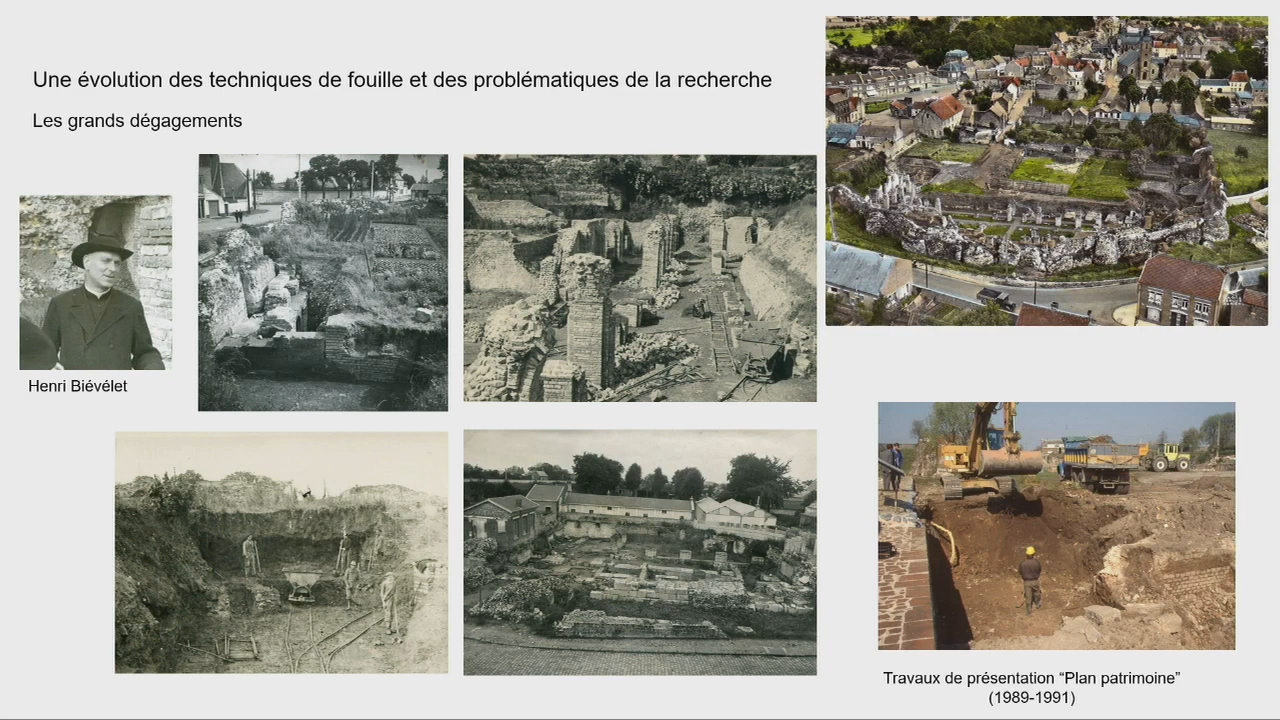 Une évolution des techniques de fouille et des problématiques de la recherche
Les grands dégagements
Henri Biévélet
Travaux de présentation “Plan patrimoine”
(1989-1991)